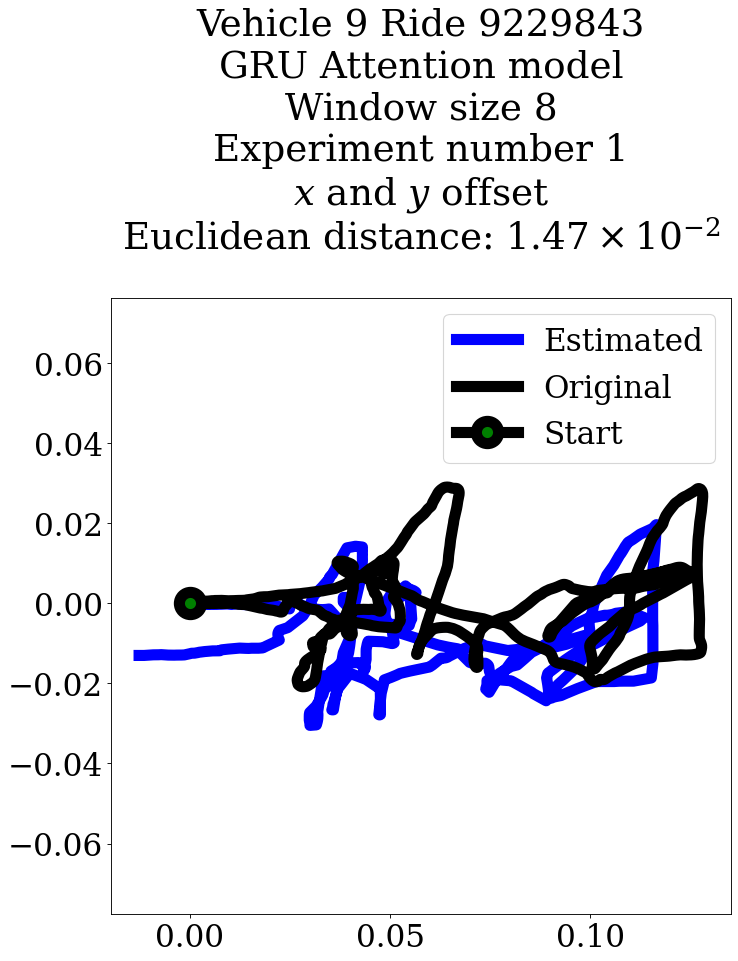 Vehicle 9 Ride 9229843
GRU Attention model
Window size 8
Experiment number 1
x and y offset
Euclidean distance: 1.47 × 10⁻²
Estimated
Original
Start
0.06
0.04
0.02
0.00
−0.02
−0.04
−0.06
0.00 0.05 0.10